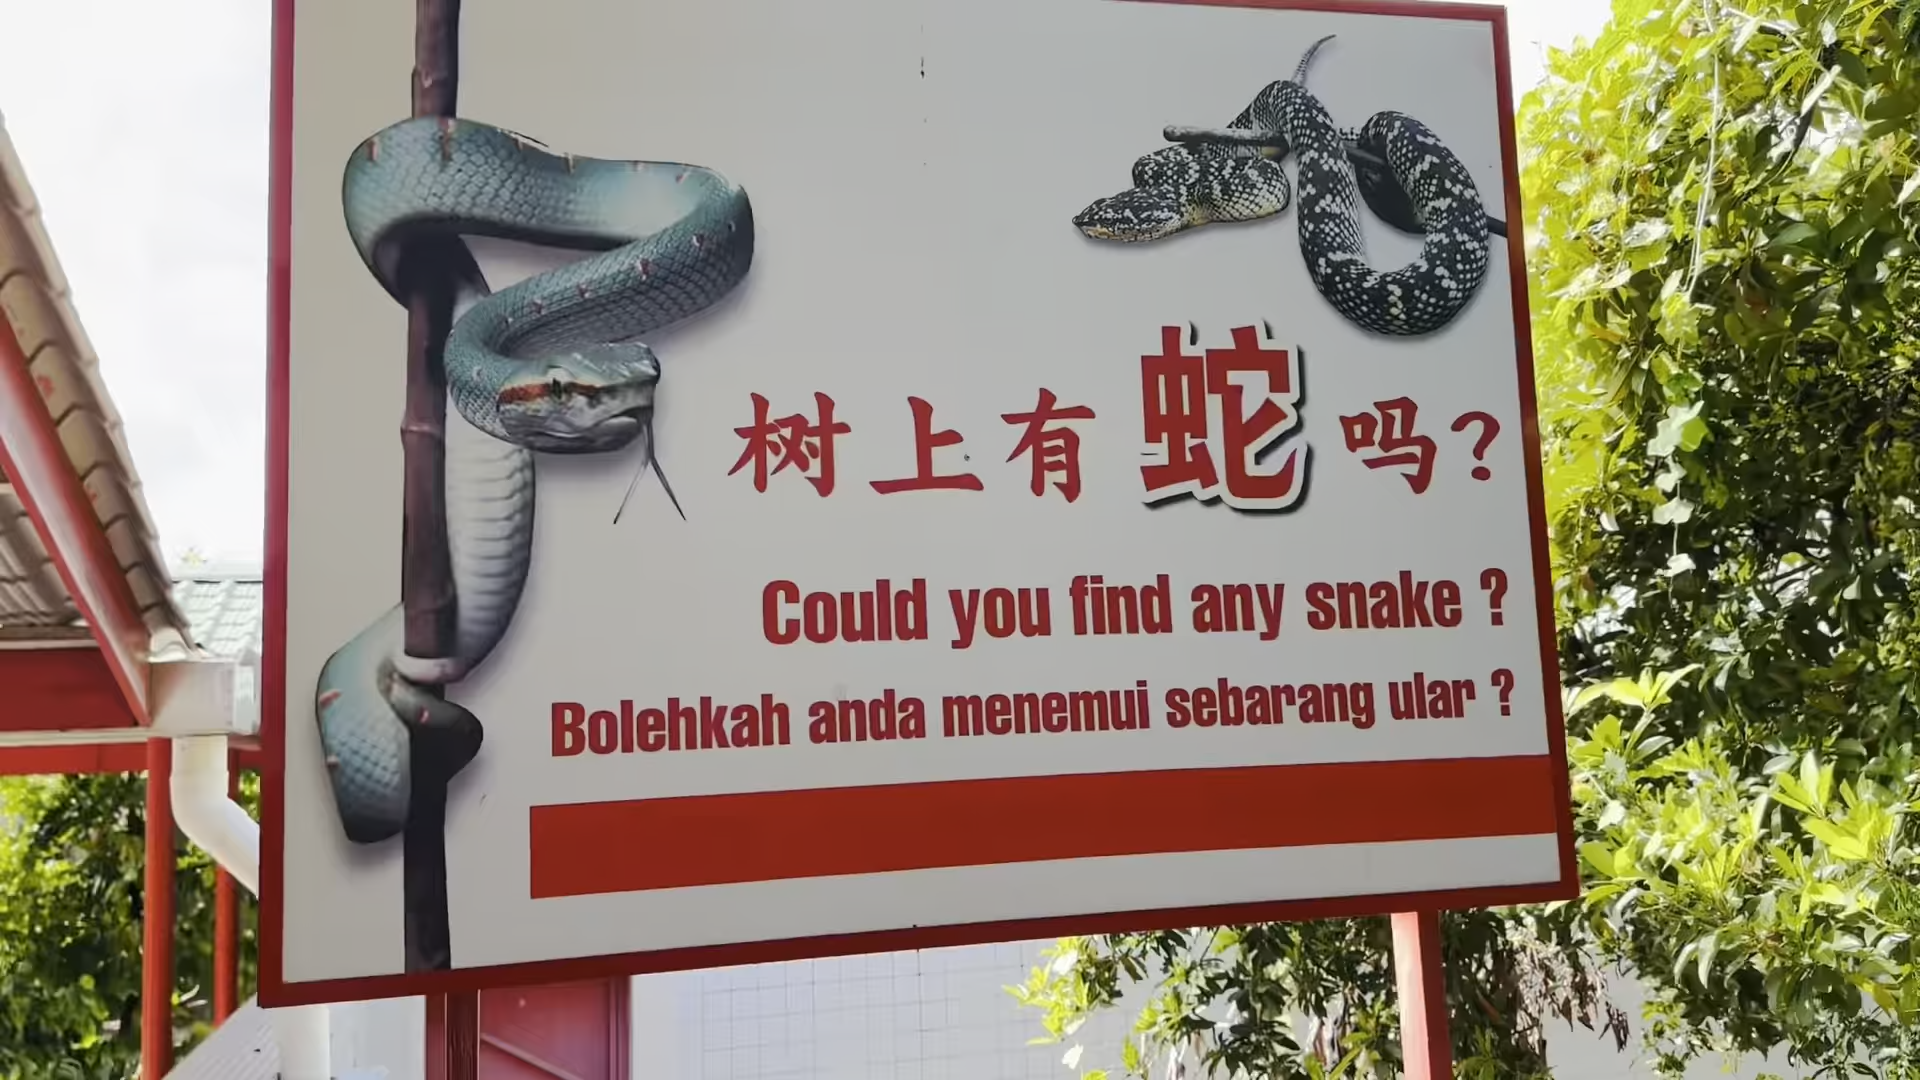 树上有蛇吗?
Could you find any snake ?
Bolehkah anda menemui sebarang ular ?